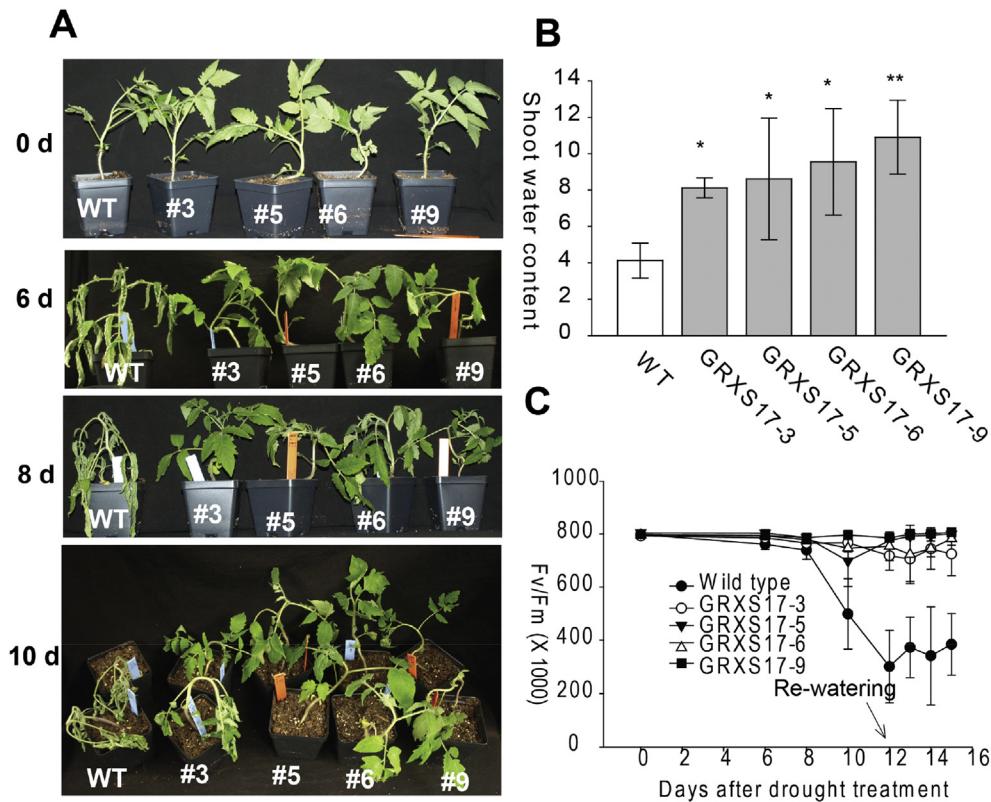 A
0 d
WT #3 #5 #6 #9
6 d
WT #3 #5 #6 #9
8 d
WT #3 #5 #6 #9
10 d
WT #3 #5 #6 #9
B
Shoot water content
14
12
10
8
6
4
2
0
* * * **
WT GRXS17-3 GRXS17-5 GRXS17-6 GRXS17-9
C
Fv/Fm (X1000)
1000
800
600
400
200
0
Wild type
GRXS17-3
GRXS17-5
GRXS17-6
GRXS17-9
Re-watering
0 2 4 6 8 10 12 14 16
Days after drought treatment